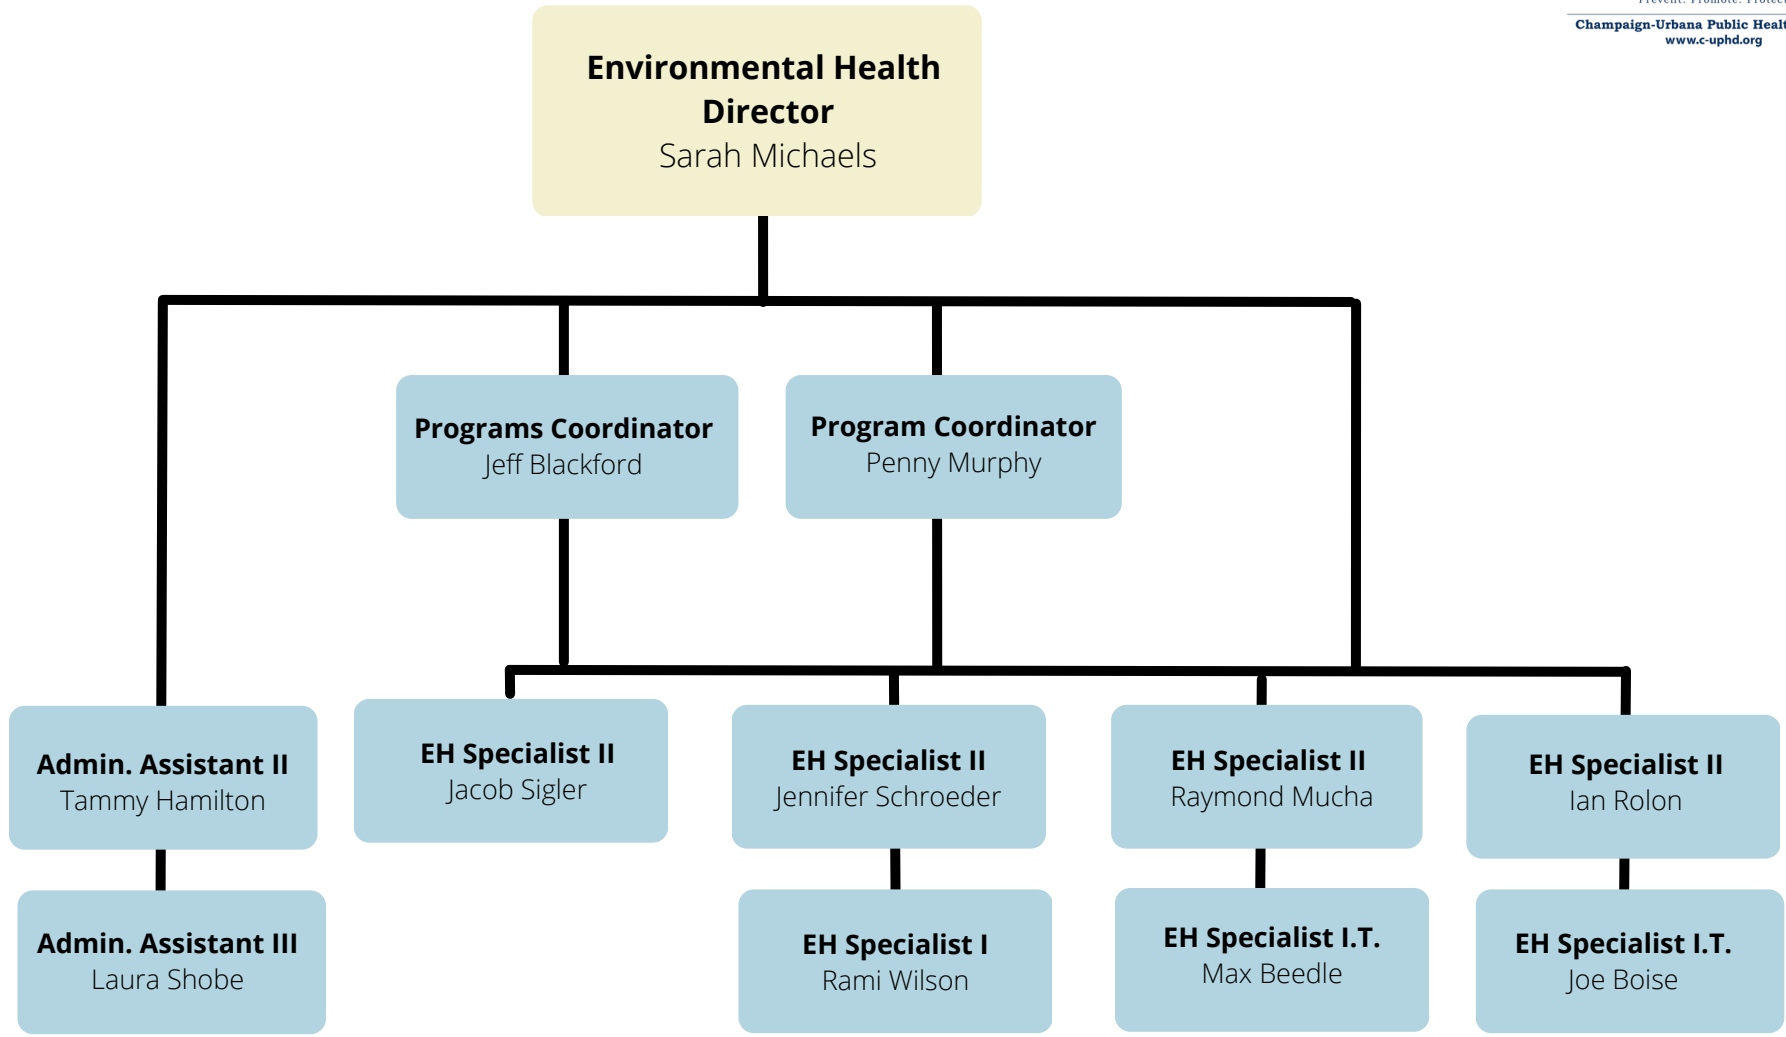 Prevent. Promote. Protect
Champaign-Urbana Public Healt
www.c-uphd.org
Environmental Health
Director
Sarah Michaels
Programs Coordinator
Jeff Blackford
Program Coordinator
Penny Murphy
Admin. Assistant II
Tammy Hamilton
EH Specialist II
Jacob Sigler
EH Specialist II
Jennifer Schroeder
EH Specialist II
Raymond Mucha
EH Specialist II
Ian Rolon
Admin. Assistant III
Laura Shobe
EH Specialist I
Rami Wilson
EH Specialist I.T.
Max Beedle
EH Specialist I.T.
Joe Boise